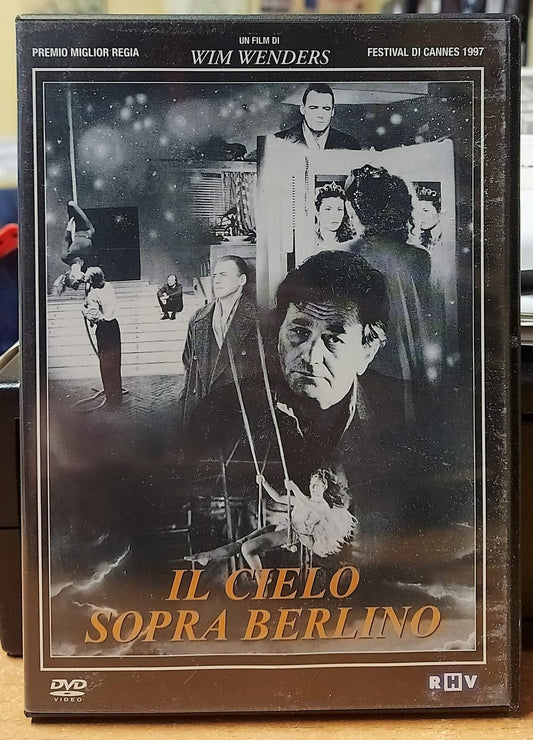 PREMIO MIGLIOR REGIA
UN FILM DI
WIM WENDERS
FESTIVAL DI CANNES 1997
IL CIELO
SOPRA BERLINO
DVD
VIDEO
RHV